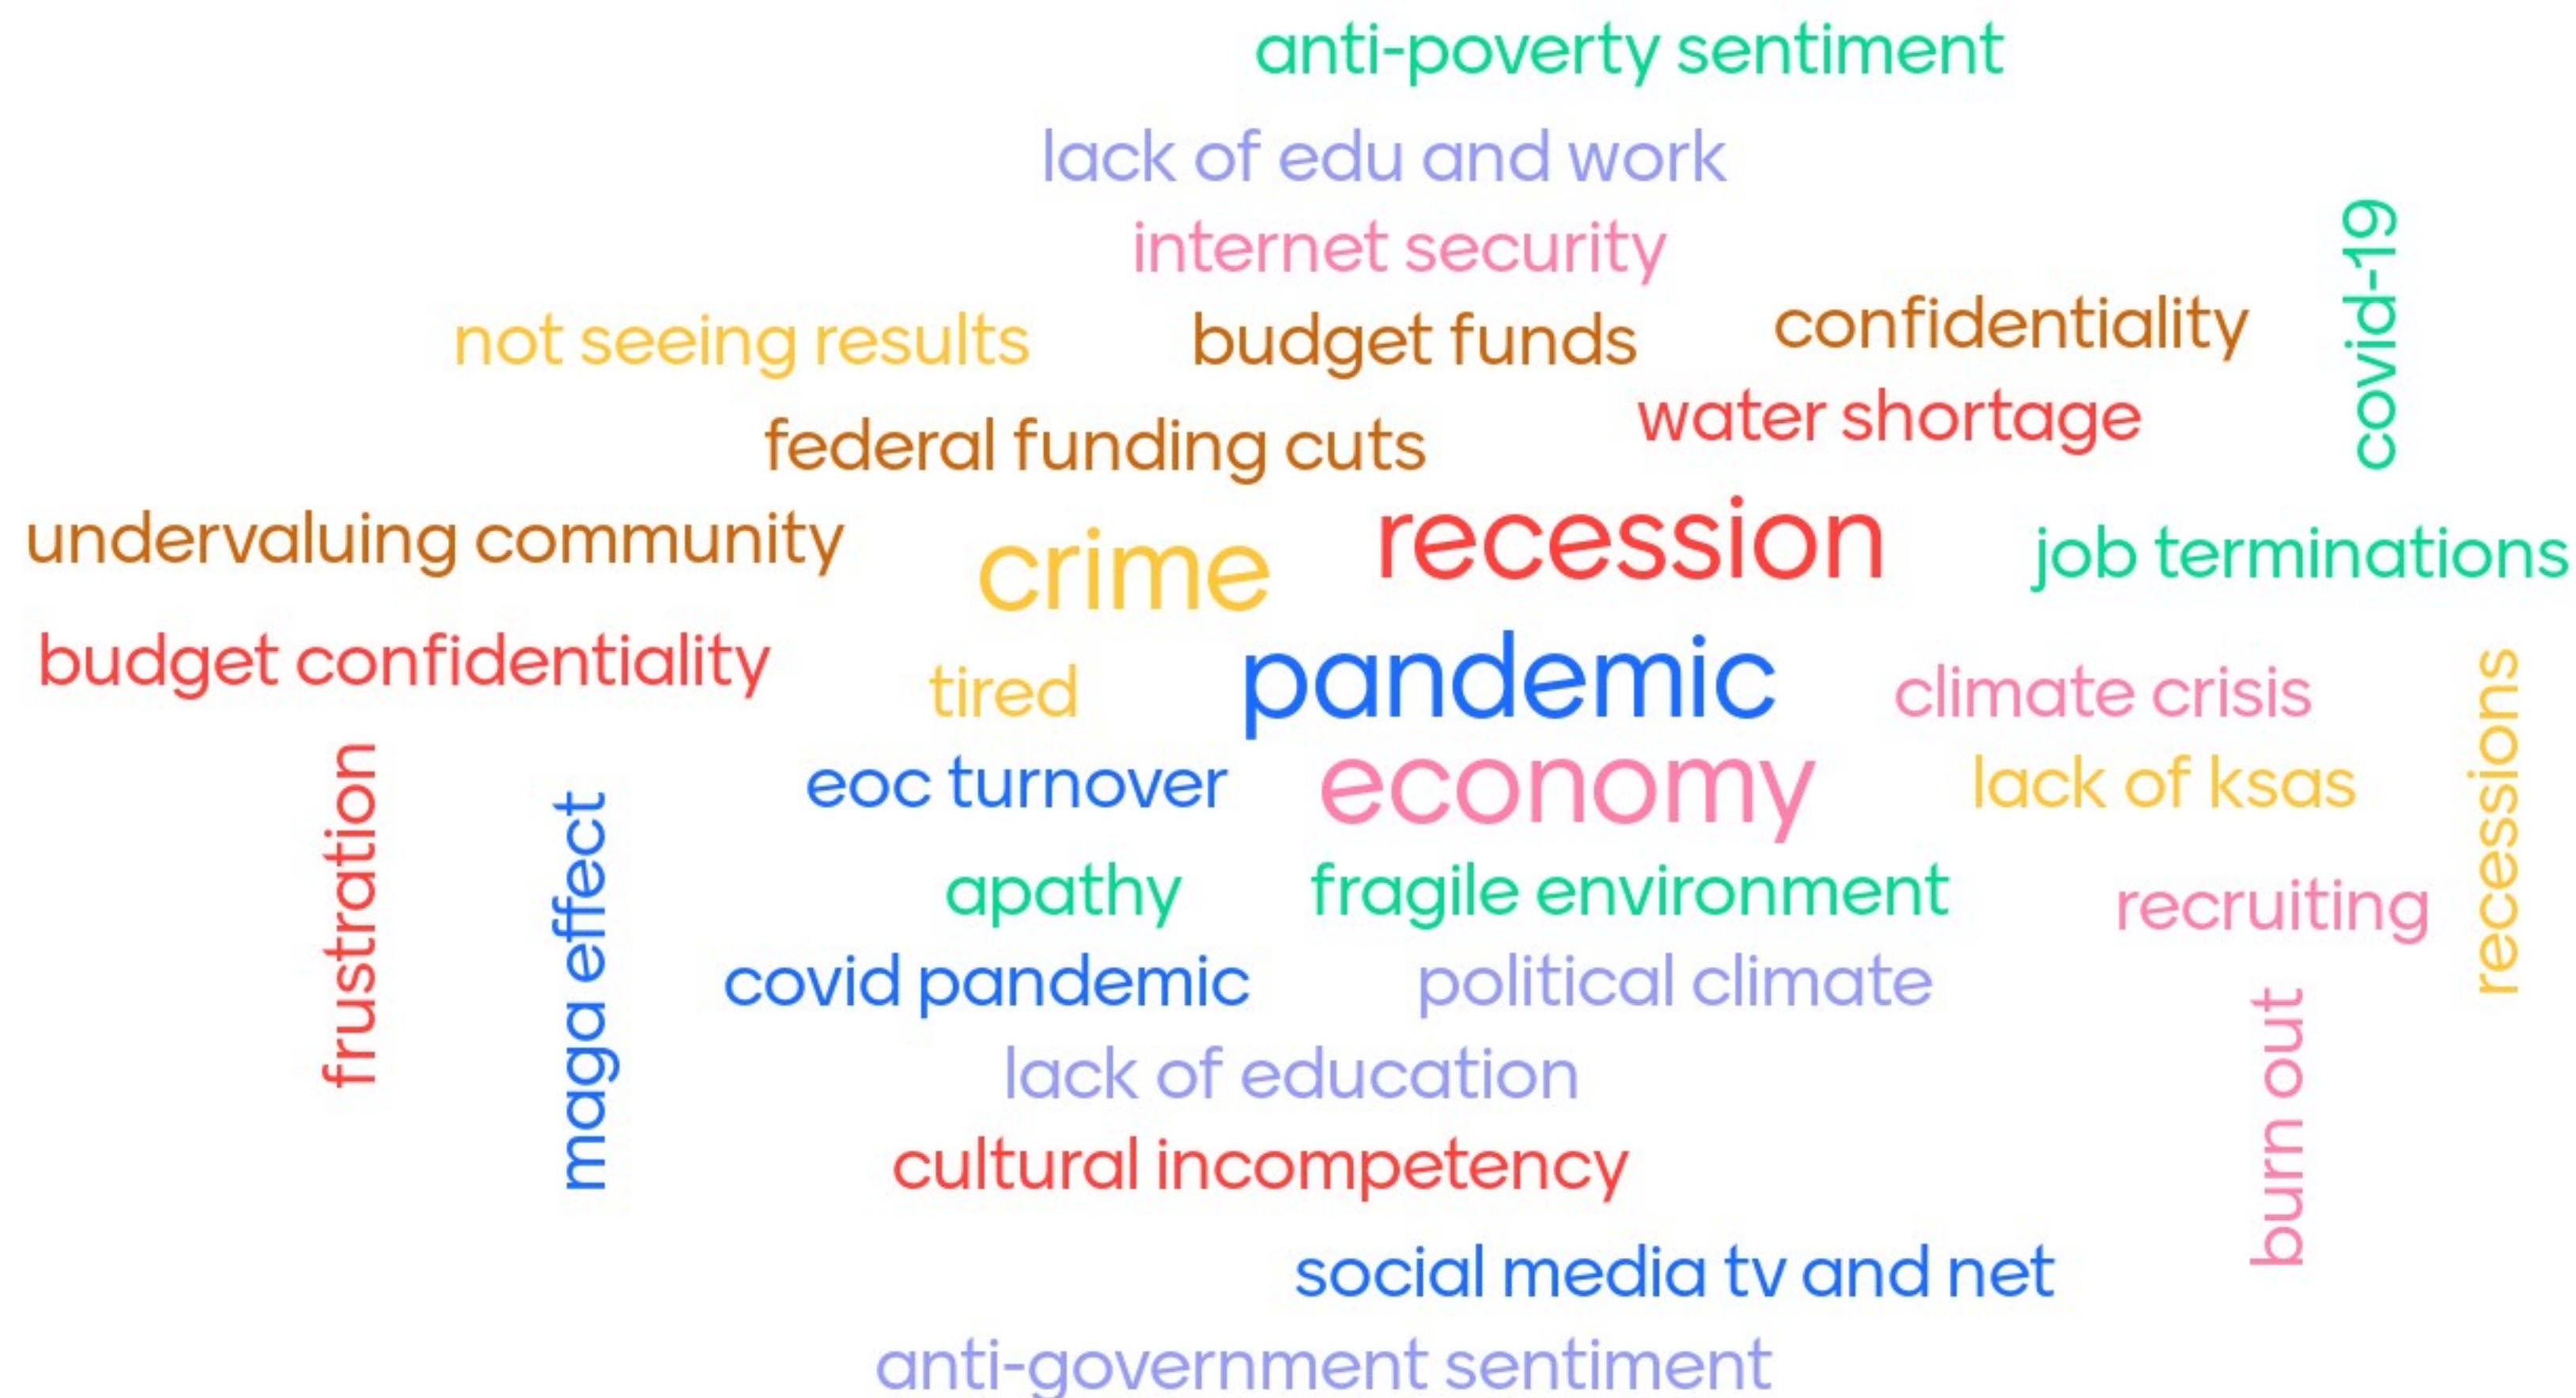 anti-poverty sentiment
lack of edu and work
internet security
covid-19
not seeing results
budget funds
confidentiality
water shortage
federal funding cuts
undervaluing community
crime
recession
job terminations
budget confidentiality
tired
pandemic
climate crisis
recessions
frustration
maga effect
eoc turnover
economy
lack of ksas
apathy
fragile environment
recruiting
covid pandemic
political climate
burn out
lack of education
cultural incompetency
social media tv and net
anti-government sentiment